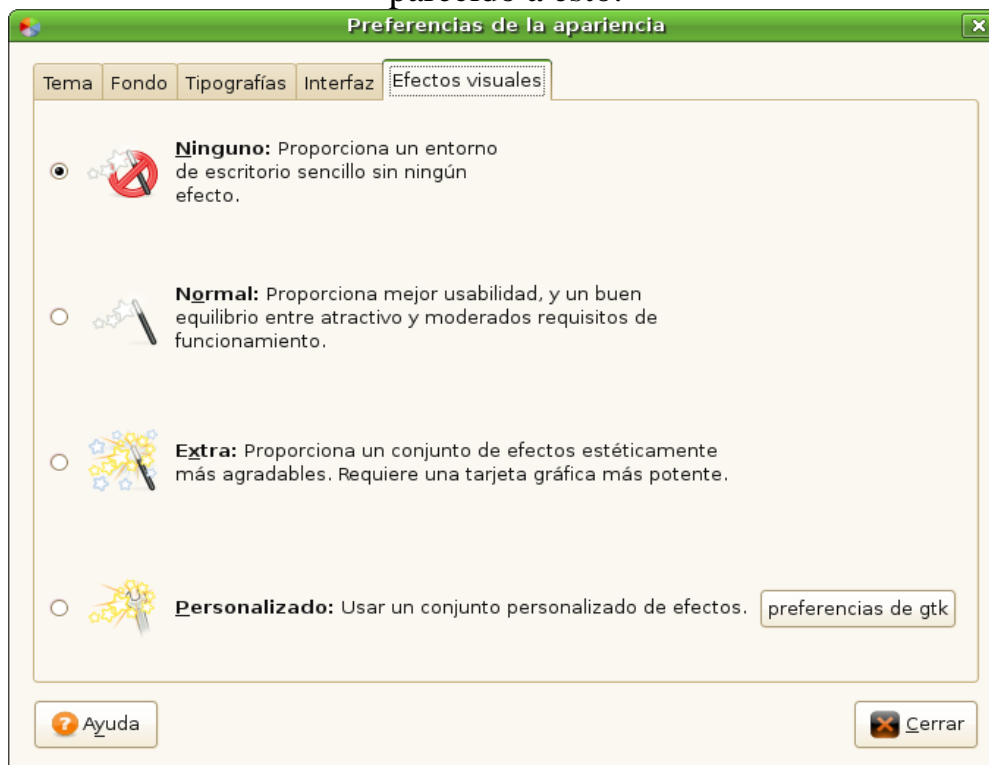 parecido a esto:
Preferencias de la apariencia
Tema Fondo Tipografías Interfaz Efectos visuales
Ninguno: Proporciona un entorno
de escritorio sencillo sin ningún
efecto.
Normal: Proporciona mejor usabilidad, y un buen
equilibrio entre atractivo y moderados requisitos de
funcionamiento.
Extra: Proporciona un conjunto de efectos estéticamente
más agradables. Requiere una tarjeta gráfica más potente.
Personalizado: Usar un conjunto personalizado de efectos. preferencias de gtk
Ayuda Cerrar